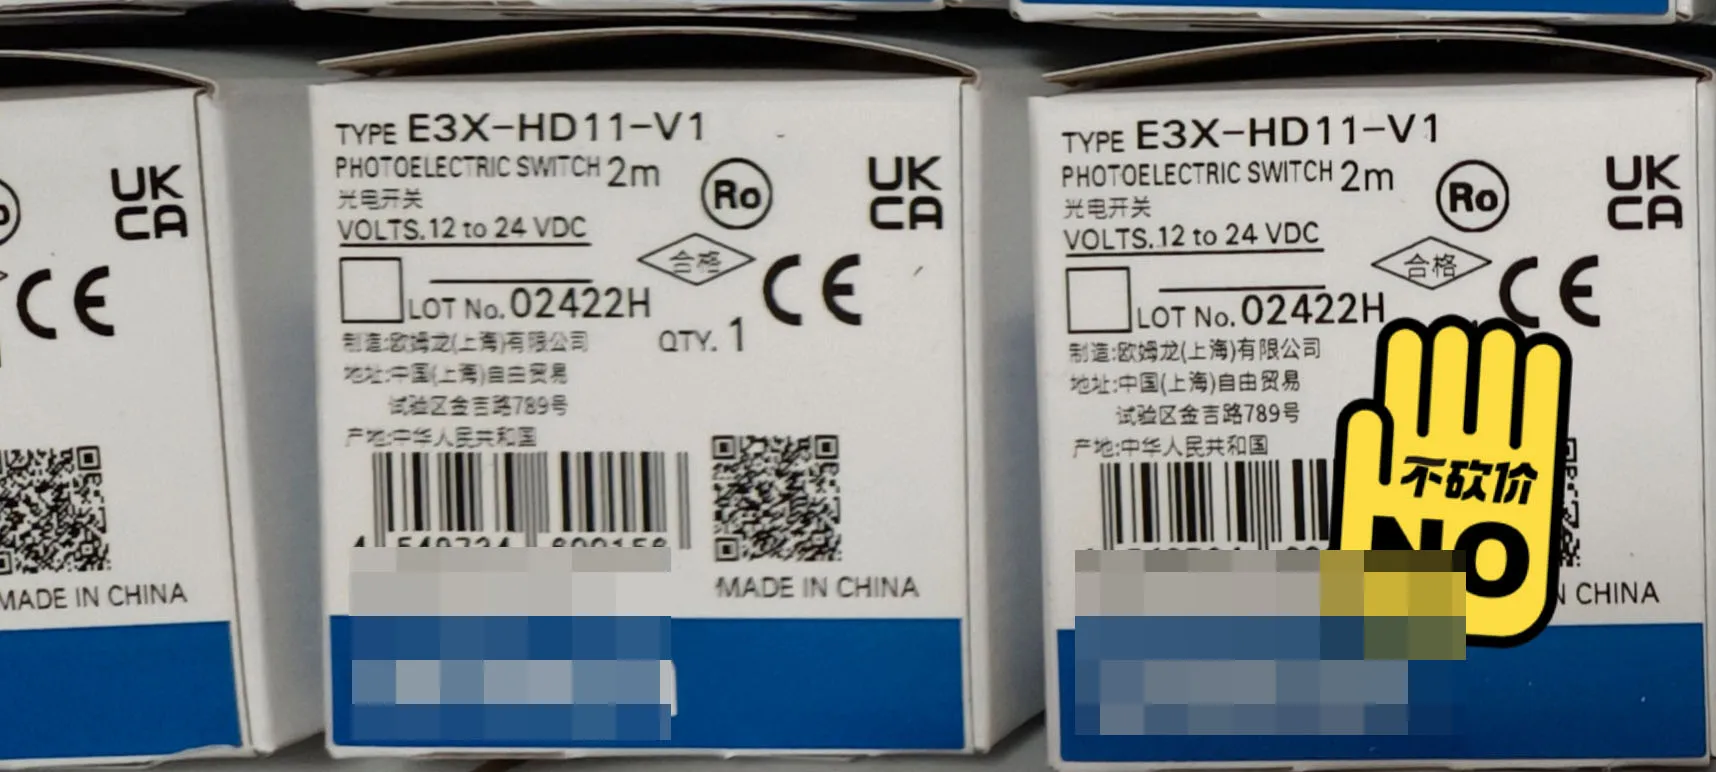 UK
CA
CE
MADE IN CHINA
TYPE E3X-HD11-V1
PHOTOELECTRIC SWITCH 2m
光电开关
VOLTS. 12 to 24 VDC
Ro
UK
CA
合格
CE
LOT No. 02422H
QTY. 1
制造:欧姆龙(上海)有限公司
地址:中国(上海)自由贸易
试验区金吉路789号
产地:中华人民共和国
MADE IN CHINA
TYPE E3X-HD11-V1
PHOTOELECTRIC SWITCH 2m
光电开关
VOLTS. 12 to 24 VDC
Ro
UK
CA
合格
CE
LOT No. 02422H
制造:欧姆龙(上海)有限公司
地址:中国(上海)自由贸易
试验区金吉路789号
产地:中华人民共和国
不砍价
NO
CHINA